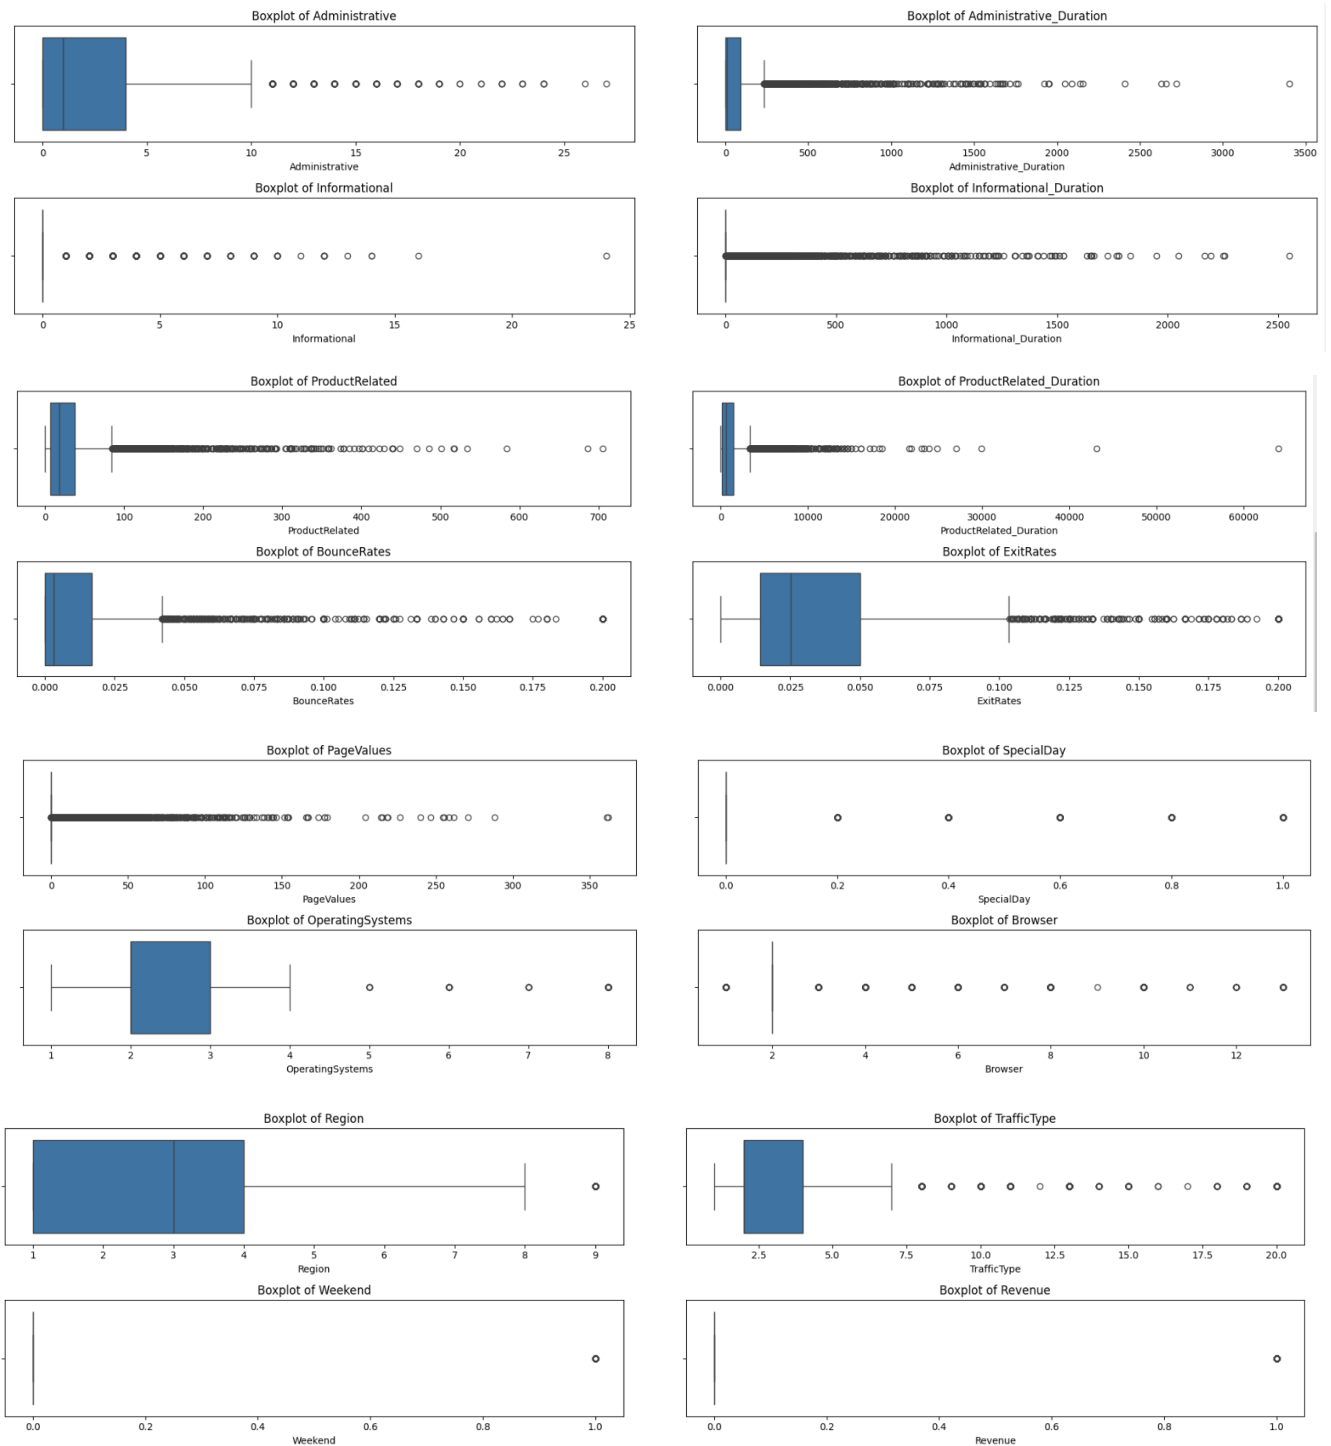 Boxplot of Administrative
0 5 10 15 20 25
Administrative
Boxplot of Administrative_Duration
0 500 1000 1500 2000 2500 3000 3500
Administrative_Duration
Boxplot of Informational
0 5 10 15 20 25
Informational
Boxplot of Informational_Duration
0 500 1000 1500 2000 2500
Informational_Duration
Boxplot of ProductRelated
0 100 200 300 400 500 600 700
ProductRelated
Boxplot of ProductRelated_Duration
0 10000 20000 30000 40000 50000 60000
ProductRelated_Duration
Boxplot of BounceRates
0.000 0.025 0.050 0.075 0.100 0.125 0.150 0.175 0.200
BounceRates
Boxplot of ExitRates
0.000 0.025 0.050 0.075 0.100 0.125 0.150 0.175 0.200
ExitRates
Boxplot of PageValues
0 50 100 150 200 250 300 350
PageValues
Boxplot of SpecialDay
0.0 0.2 0.4 0.6 0.8 1.0
SpecialDay
Boxplot of OperatingSystems
1 2 3 4 5 6 7 8
OperatingSystems
Boxplot of Browser
2 4 6 8 10 12
Browser
Boxplot of Region
1 2 3 4 5 6 7 8 9
Region
Boxplot of TrafficType
2.5 5.0 7.5 10.0 12.5 15.0 17.5 20.0
TrafficType
Boxplot of Weekend
0.0 0.2 0.4 0.6 0.8 1.0
Weekend
Boxplot of Revenue
0.0 0.2 0.4 0.6 0.8 1.0
Revenue